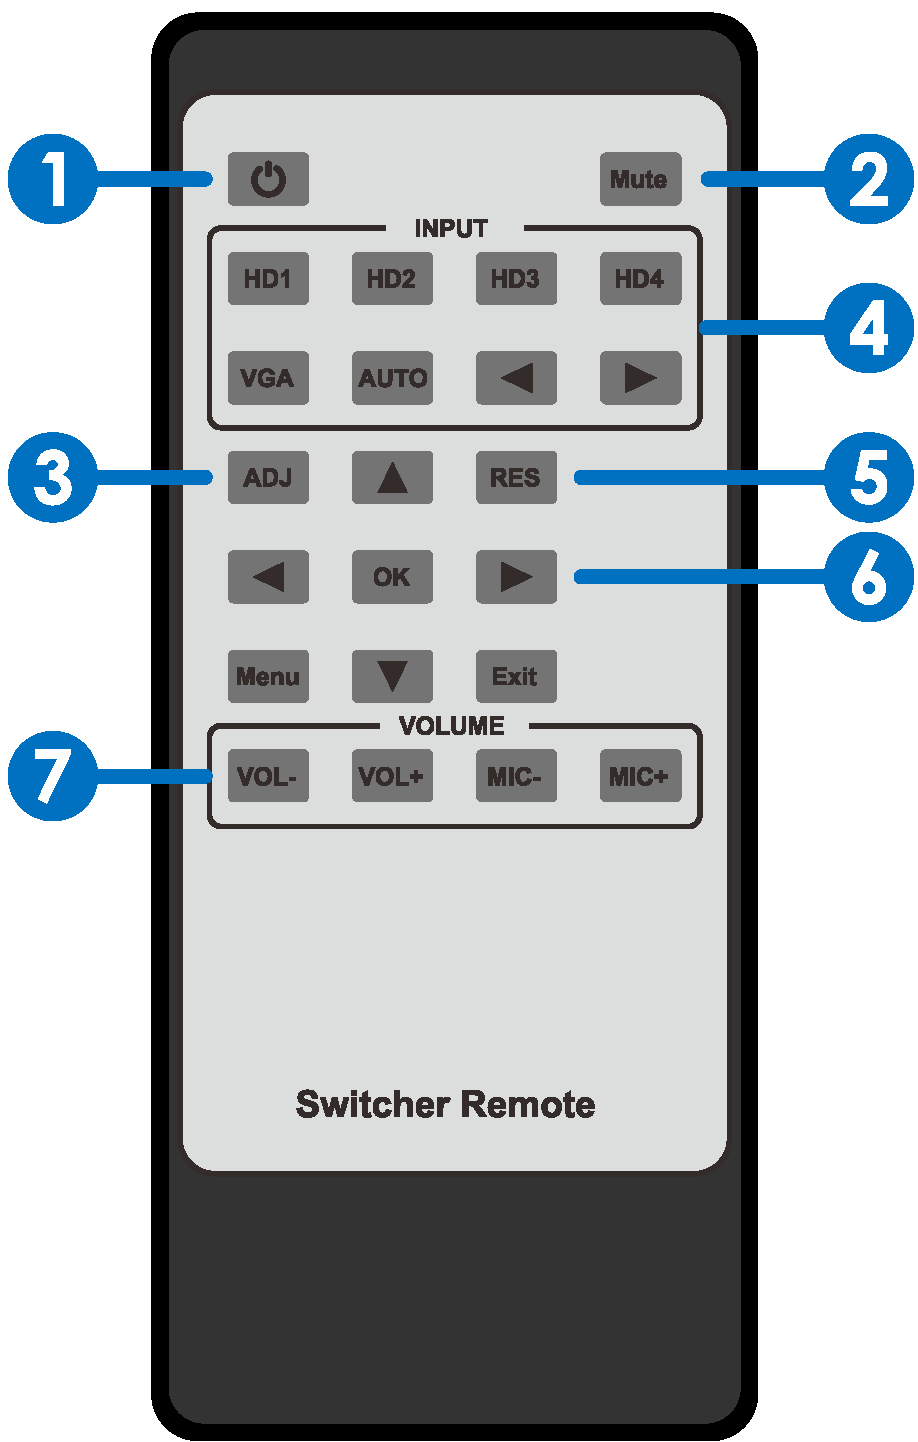 1
Mute
2
INPUT
HD1 HD2 HD3 HD4
4
VGA AUTO
3
ADJ RES
5
OK
6
Menu Exit
VOLUME
7
VOL- VOL+ MIC- MIC+
Switcher Remote